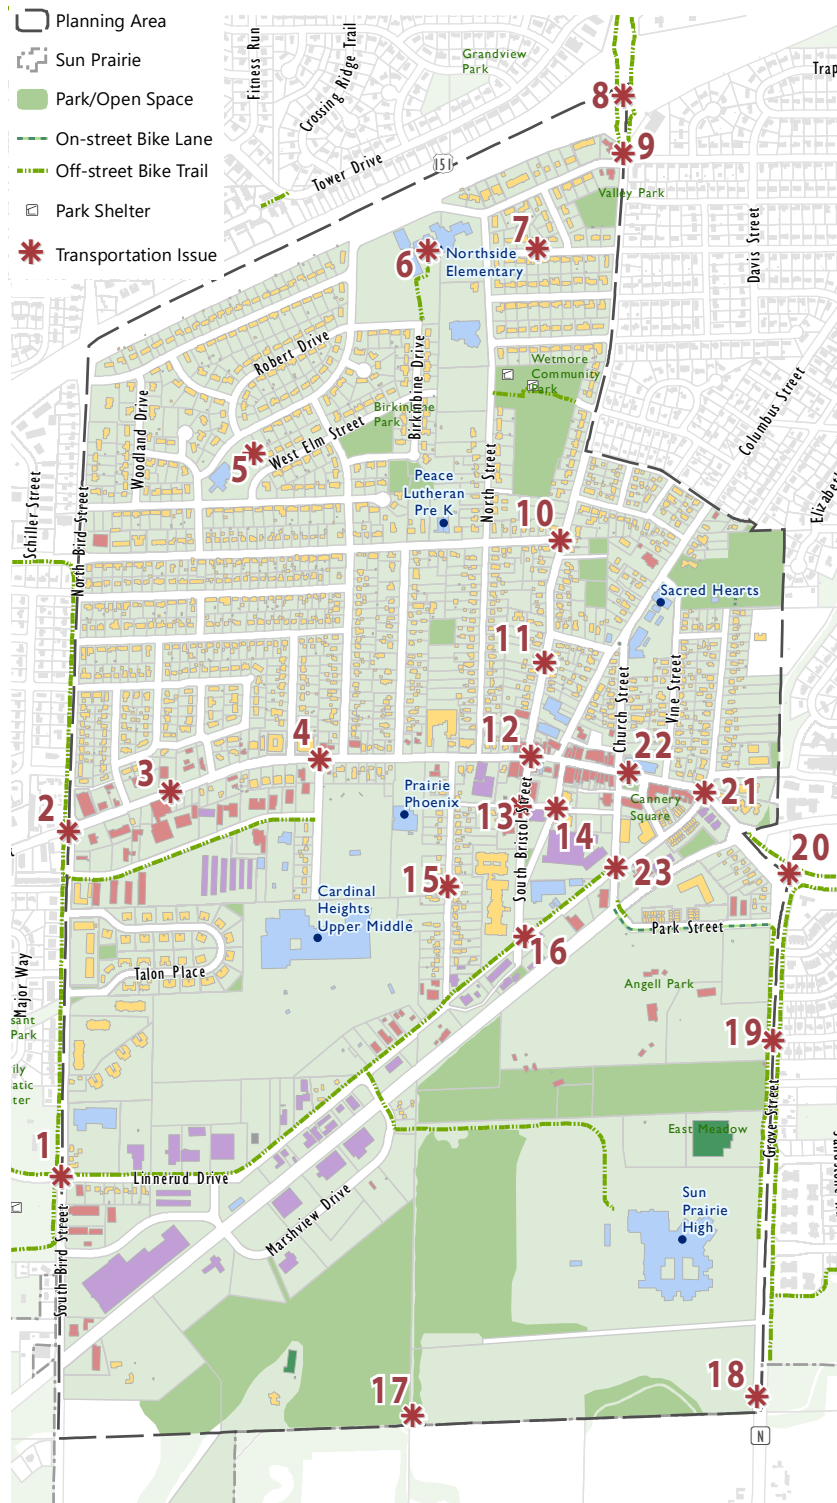 Planning Area
Sun Prairie
Park/Open Space
On-street Bike Lane
Off-street Bike Trail
Park Shelter
Transportation Issue
Fitness Run
Crossing Ridge Trail
Grandview
Park
Trap
Tower Drive
151
8
9
Valley Park
7
6
Northside
Elementary
Davis Street
Robert Drive
Wetmore
Community
Park
Birkinbine Drive
Woodland Drive
Birkinbine
Park
West Elm Street
Columbus Street
5
Schiller Street
North Bird Street
North Street
Peace
Lutheran
Pre K
Elizabet
10
Sacred Hearts
11
Church Street
Vine Street
4
12
22
3
2
Prairie
Phoenix
13
South Bristol Street
14
Cannery
Square
21
15
23
20
Cardinal
Heights
Upper Middle
16
Park Street
Major Way
Talon Place
Angell Park
sant
Park
19
ily
atic
ter
Grove Street
East Meadow
1
Linnerud Drive
Sun
Prairie
High
South Bird Street
Marshview Drive
17
18
N